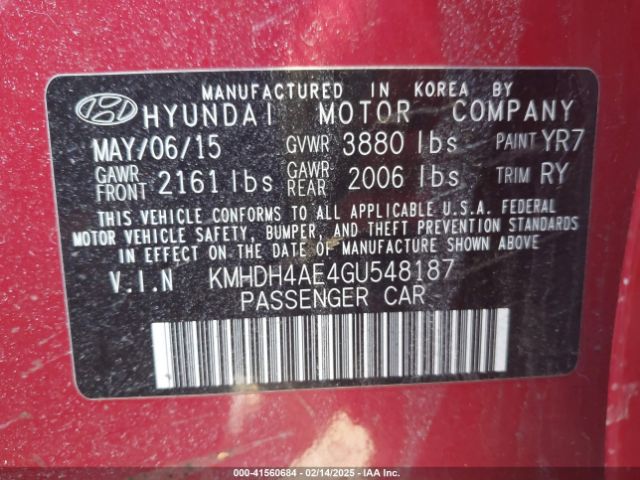 MANUFACTURED IN KOREA BY
HYUNDAI MOTOR COMPANY
MAY/06/15 GVWR 3880 lbs PAINT YR7
GAWR FRONT 2161 lbs GAWR REAR 2006 lbs TRIM RY
THIS VEHICLE CONFORMS TO ALL APPLICABLE U.S.A. FEDERAL
MOTOR VEHICLE SAFETY, BUMPER, AND THEFT PREVENTION STANDARDS
IN EFFECT ON THE DATE OF MANUFACTURE SHOWN ABOVE
V.I.N KMHDH4AE4GU548187
PASSENGER CAR
000-41560684 - 02/14/2025 - IAA Inc.